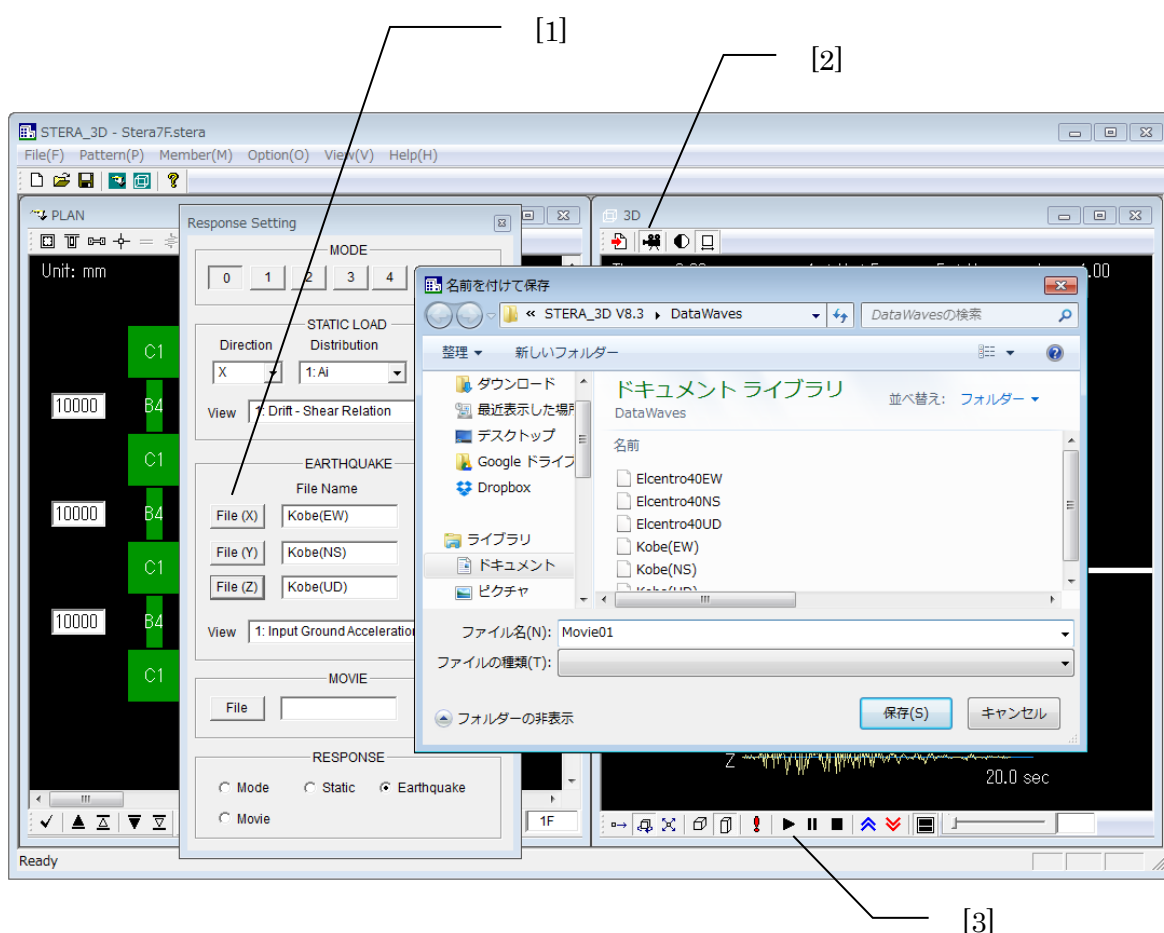 [1]
[2]
STERA_3D - Stera7F.stera
File(F) Pattern(P) Member(M) Option(O) View(V) Help(H)
PLAN
Unit: mm
C1
10000 B4
C1
10000 B4
C1
10000 B4
C1
1F
Response Setting
MODE
0 1 2 3 4
STATIC LOAD
Direction Distribution
X 1: Ai
View 1: Drift - Shear Relation
EARTHQUAKE
File Name
File (X) Kobe(EW)
File (Y) Kobe(NS)
File (Z) Kobe(UD)
View 1: Input Ground Acceleration
MOVIE
File
RESPONSE
Mode Static Earthquake
Movie
3D
.00
名前を付けて保存
« STERA_3D V8.3 DataWaves
DataWavesの検索
整理 新しいフォルダー
ダウンロード
最近表示した場所
デスクトップ
Google ドライブ
Dropbox
ライブラリ
ドキュメント
ピクチャ
ドキュメント ライブラリ
DataWaves
並べ替え: フォルダー
名前
Elcentro40EW
Elcentro40NS
Elcentro40UD
Kobe(EW)
Kobe(NS)
Kobe(UD)
ファイル名(N): Movie01
ファイルの種類(T):
フォルダーの非表示
保存(S) キャンセル
Z
20.0 sec
Ready
[3]